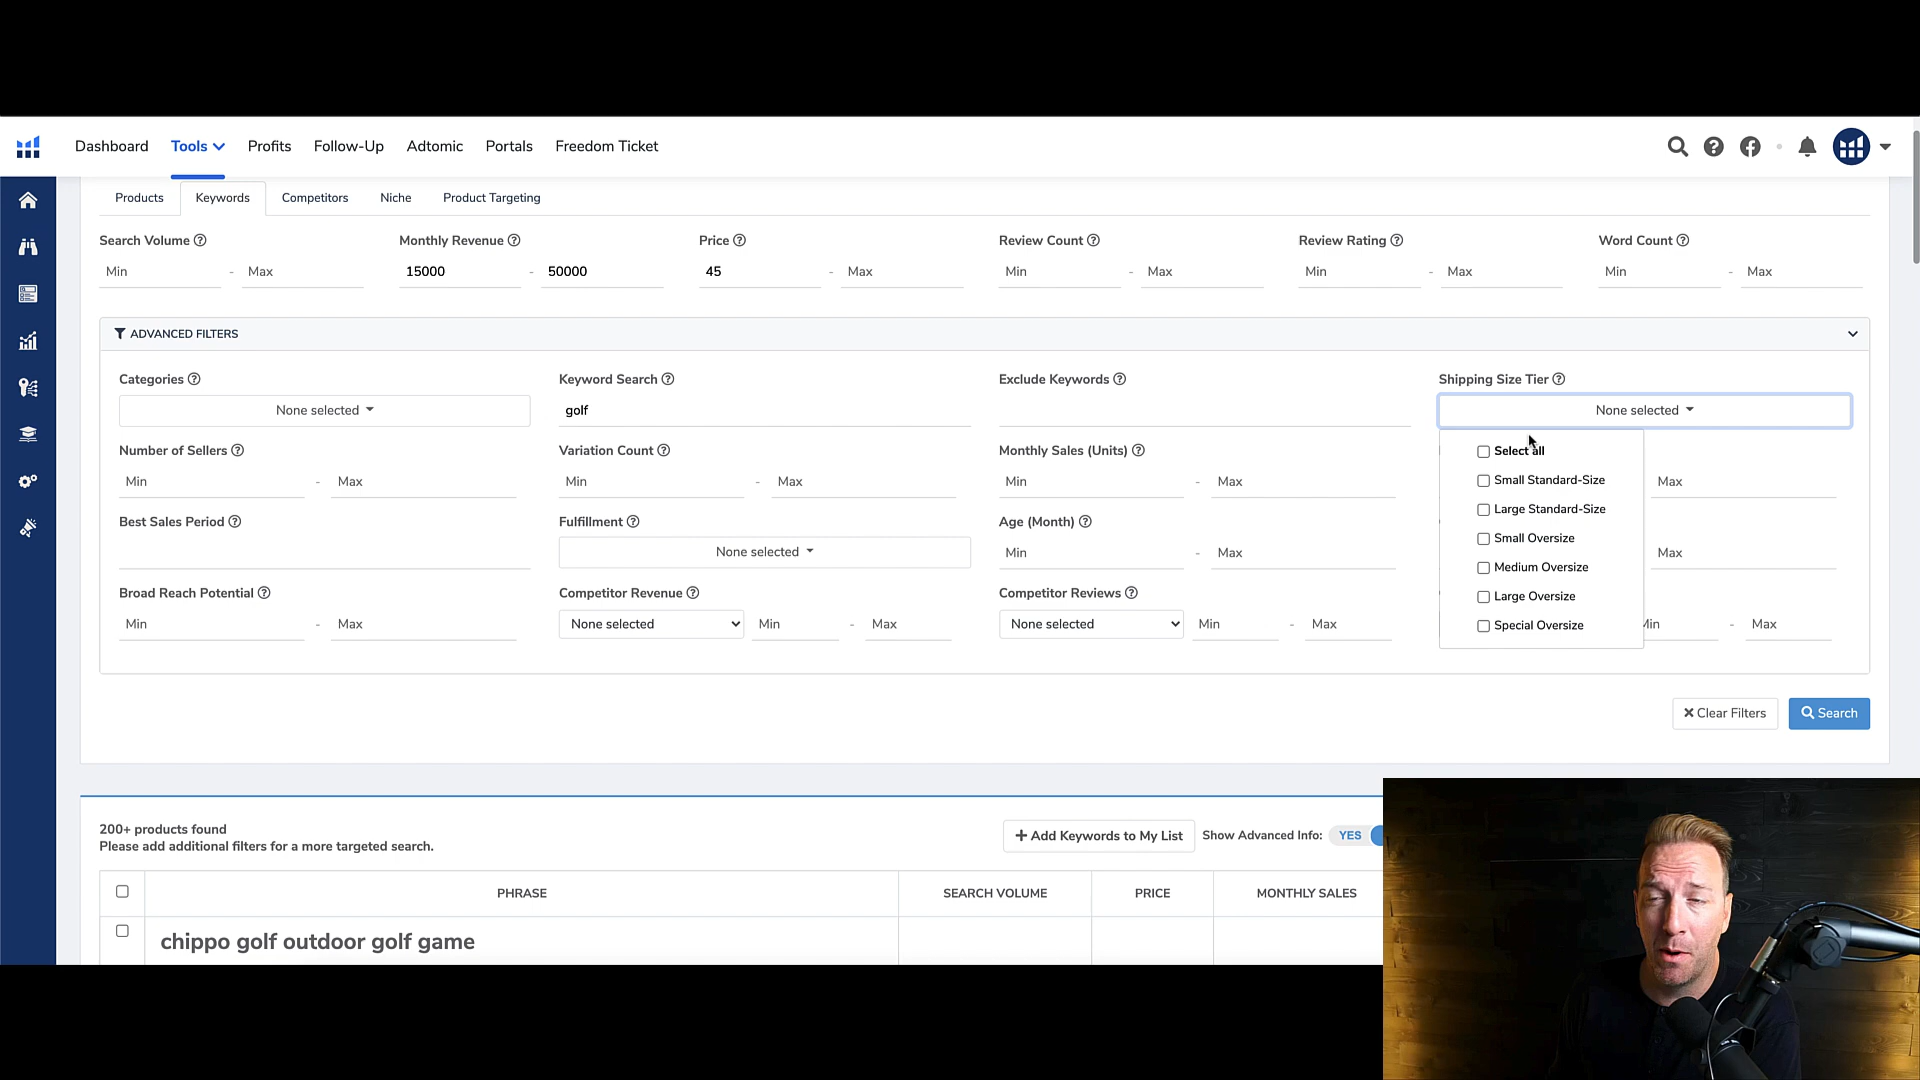 Dashboard Tools Profits Follow-Up Adtomic Portals Freedom Ticket
Products Keywords Competitors Niche Product Targeting
Search Volume Monthly Revenue Price Review Count Review Rating Word Count
Min - Max 15000 - 50000 45 - Max Min - Max Min - Max Min - Max
ADVANCED FILTERS
Categories Keyword Search Exclude Keywords Shipping Size Tier
None selected golf None selected
Number of Sellers Variation Count Monthly Sales (Units) Select all
Min - Max Min - Max Min - Max Small Standard-Size Max
Large Standard-Size
Best Sales Period Fulfillment Age (Month) Small Oversize
None selected Min - Max Max
Medium Oversize
Broad Reach Potential Competitor Revenue Competitor Reviews Large Oversize
Min - Max None selected Min - Max None selected Min - Max Special Oversize Min - Max
Clear Filters Search
200+ products found
Please add additional filters for a more targeted search.
+ Add Keywords to My List Show Advanced Info: YES
PHRASE SEARCH VOLUME PRICE MONTHLY SALES
chippo golf outdoor golf game